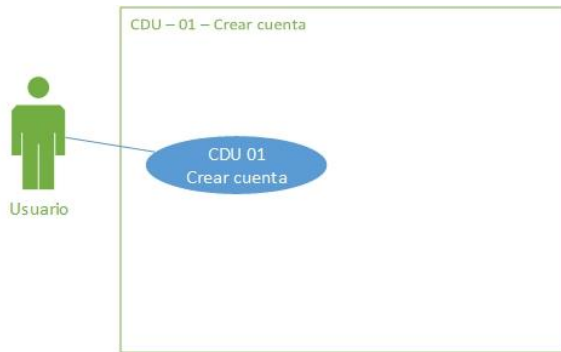 CDU – 01 – Crear cuenta
CDU 01
Crear cuenta
Usuario